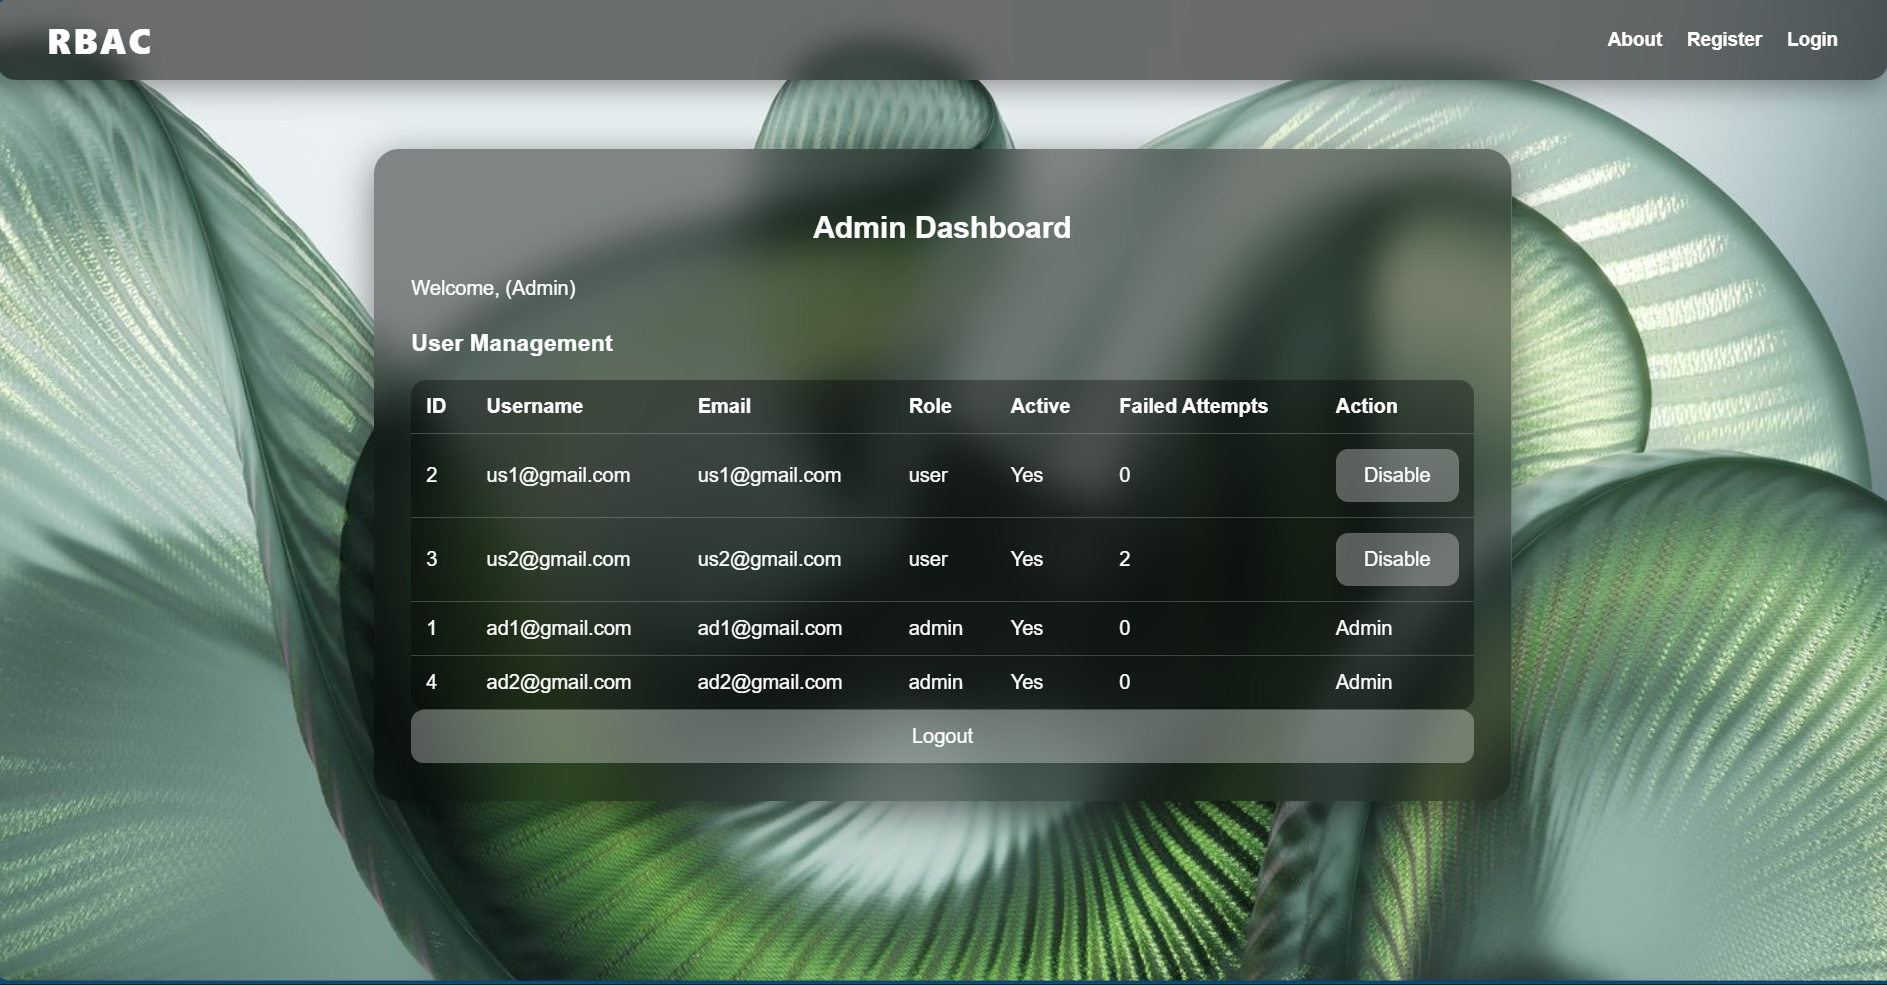 RBAC
About Register Login
Admin Dashboard
Welcome, (Admin)
User Management
ID Username Email Role Active Failed Attempts Action
2 us1@gmail.com us1@gmail.com user Yes 0 Disable
3 us2@gmail.com us2@gmail.com user Yes 2 Disable
1 ad1@gmail.com ad1@gmail.com admin Yes 0 Admin
4 ad2@gmail.com ad2@gmail.com admin Yes 0 Admin
Logout